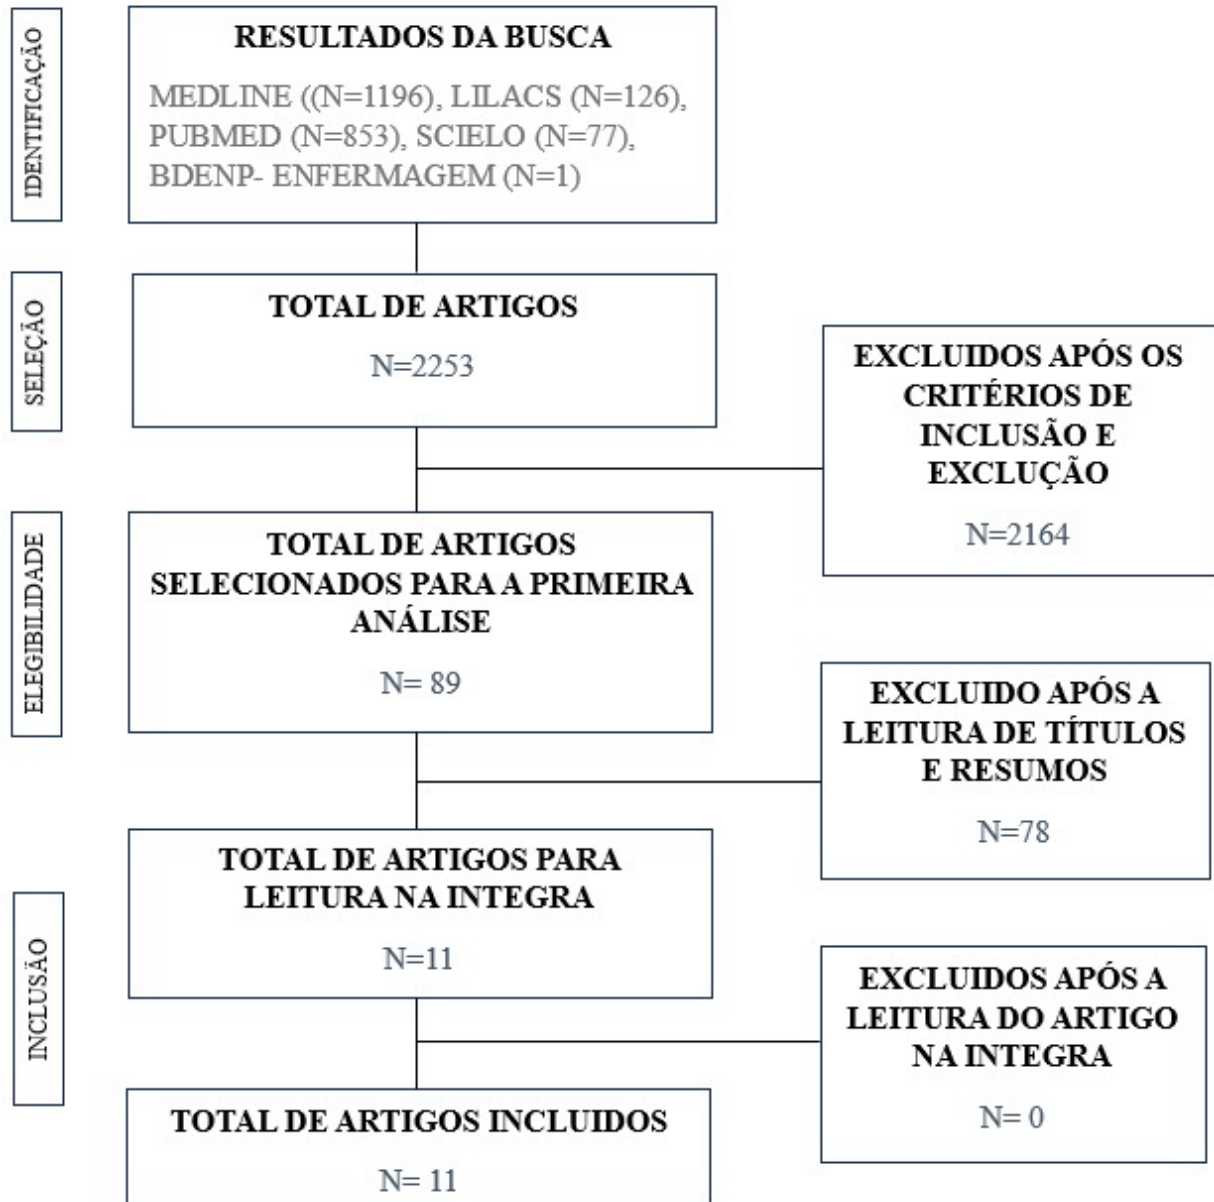 IDENTIFICAÇÃO
RESULTADOS DA BUSCA
MEDLINE ((N=1196), LILACS (N=126),
PUBMED (N=853), SCIELO (N=77),
BDENP- ENFERMAGEM (N=1)
SELEÇÃO
TOTAL DE ARTIGOS
N=2253
EXCLUIDOS APÓS OS
CRITÉRIOS DE
INCLUSÃO E
EXCLUÇÃO
N=2164
ELEGIBILIDADE
TOTAL DE ARTIGOS
SELECIONADOS PARA A PRIMEIRA
ANÁLISE
N= 89
EXCLUIDO APÓS A
LEITURA DE TÍTULOS
E RESUMOS
N=78
INCLUSÃO
TOTAL DE ARTIGOS PARA
LEITURA NA INTEGRA
N=11
EXCLUIDOS APÓS A
LEITURA DO ARTIGO
NA INTEGRA
N= 0
TOTAL DE ARTIGOS INCLUIDOS
N= 11